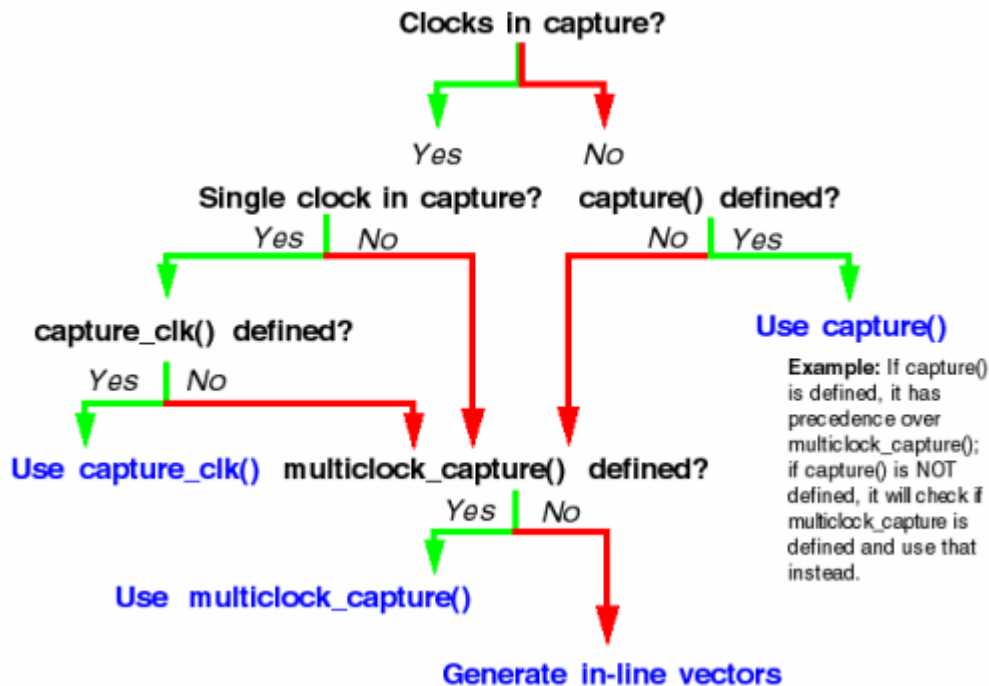 Clocks in capture?
Yes
No
Single clock in capture?
capture() defined?
Yes
No
No
Yes
capture_clk() defined?
Use capture()
Yes
No
Example: If capture()
is defined, it has
precedence over
multiclock_capture();
if capture() is NOT
defined, it will check if
multiclock_capture is
defined and use that
instead.
Use capture_clk()
multiclock_capture() defined?
Yes
No
Use multiclock_capture()
Generate in-line vectors